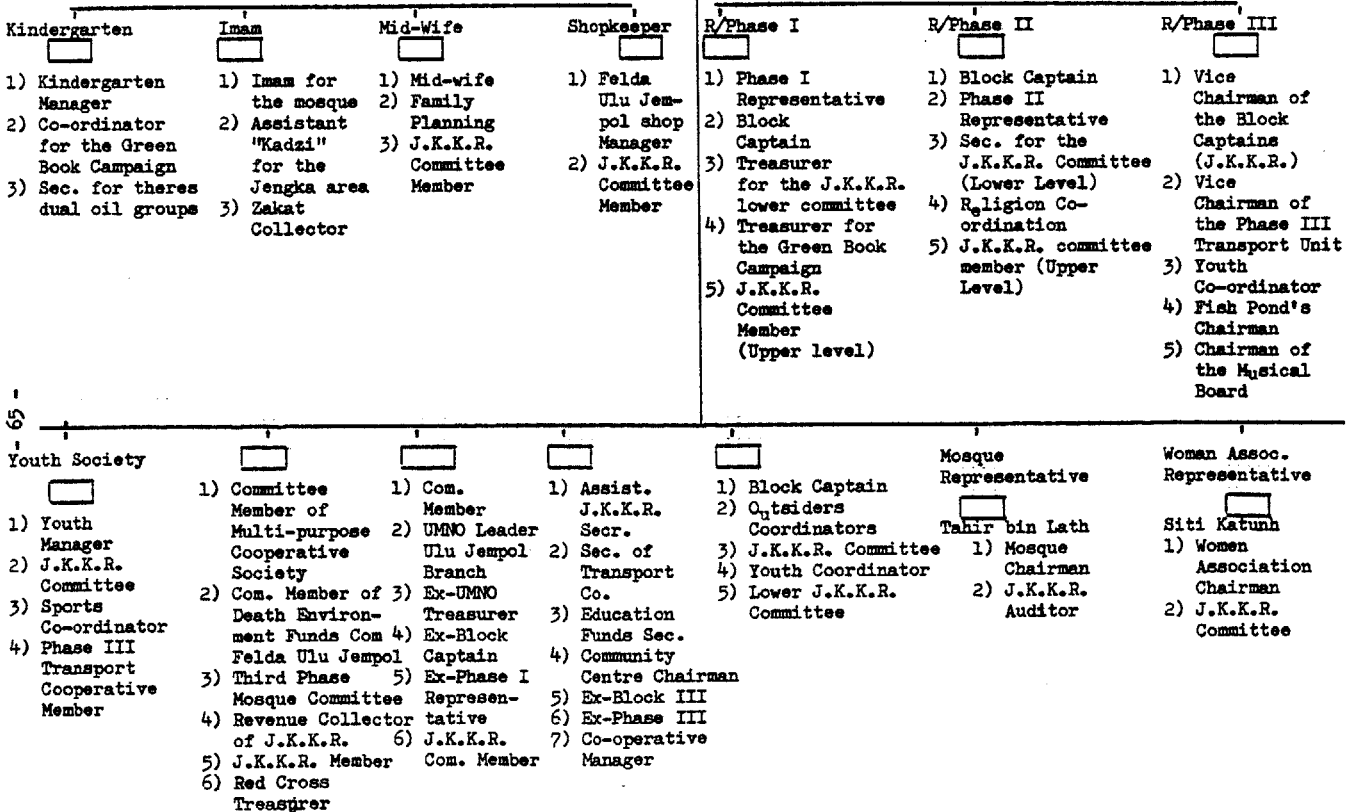 Kindergarten
1) Kindergarten
Manager
2) Co-ordinator
for the Green
Book Campaign
3) Sec. for theres
dual oil groups
Imam
1) Imam for
the mosque
2) Assistant
"Kadzi"
for the
Jengka area
3) Zakat
Collector
Mid-Wife
1) Mid-wife
2) Family
Planning
3) J.K.K.R.
Committee
Member
Shopkeeper
1) Felda
Ulu Jem-
pol shop
Manager
2) J.K.K.R.
Committee
Member
R/Phase I
1) Phase I
Representative
2) Block
Captain
3) Treasurer
for the J.K.K.R.
lower committee
4) Treasurer for
the Green Book
Campaign
5) J.K.K.R.
Committee
Member
(Upper level)
R/Phase II
1) Block Captain
2) Phase II
Representative
3) Sec. for the
J.K.K.R. Committee
(Lower Level)
4) Religion Co-
ordination
5) J.K.K.R. committee
member (Upper
Level)
R/Phase III
1) Vice
Chairman of
the Block
Captains
(J.K.K.R.)
2) Vice
Chairman of
the Phase III
Transport Unit
3) Youth
Co-ordinator
4) Fish Pond's
Chairman
5) Chairman of
the Musical
Board
- 65 -
Youth Society
1) Youth
Manager
2) J.K.K.R.
Committee
3) Sports
Co-ordinator
4) Phase III
Transport
Cooperative
Member
1) Committee
Member of
Multi-purpose
Cooperative
Society
2) Com. Member of
Death Environ-
ment Funds Com
Felda Ulu Jempol
3) Third Phase
Mosque Committee
4) Revenue Collector
of J.K.K.R.
5) J.K.K.R. Member
6) Red Cross
Treasurer
1) Com.
Member
2) UMNO Leader
Ulu Jempol
Branch
3) Ex-UMNO
Treasurer
4) Ex-Block
Captain
5) Ex-Phase I
Represen-
tative
6) J.K.K.R.
Com. Member
1) Assist.
J.K.K.R.
Secr.
2) Sec. of
Transport
Co.
3) Education
Funds Sec.
4) Community
Centre Chairman
5) Ex-Block III
6) Ex-Phase III
7) Co-operative
Manager
1) Block Captain
2) Outsiders
Coordinators
3) J.K.K.R. Committee
4) Youth Coordinator
5) Lower J.K.K.R.
Committee
Mosque
Representative
Tahir bin Lath
1) Mosque
Chairman
2) J.K.K.R.
Auditor
Woman Assoc.
Representative
Siti Katunh
1) Women
Association
Chairman
2) J.K.K.R.
Committee